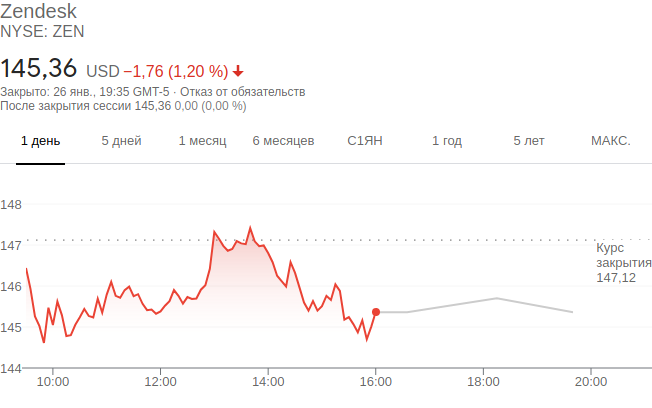 Zendesk
NYSE: ZEN
145,36 USD −1,76 (1,20 %)
Закрыто: 26 янв., 19:35 GMT-5 · Отказ от обязательств
После закрытия сессии 145,36 0,00 (0,00 %)
1 день 5 дней 1 месяц 6 месяцев С1ЯН 1 год 5 лет МАКС.
148
147
146
145
144
Курс
закрытия
147,12
10:00 12:00 14:00 16:00 18:00 20:00